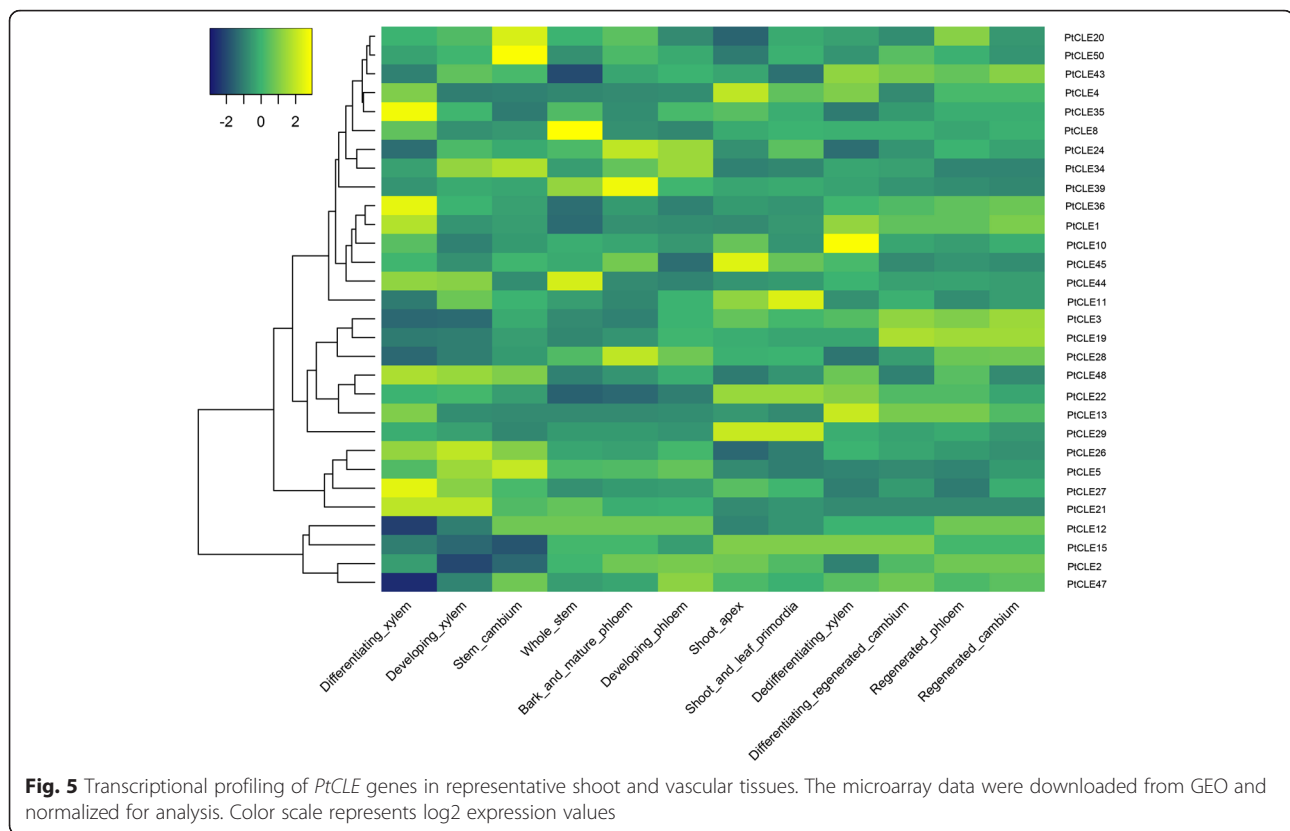 -2 0 2
PtCLE20
PtCLE50
PtCLE43
PtCLE4
PtCLE35
PtCLE8
PtCLE24
PtCLE34
PtCLE39
PtCLE36
PtCLE1
PtCLE10
PtCLE45
PtCLE44
PtCLE11
PtCLE3
PtCLE19
PtCLE28
PtCLE48
PtCLE22
PtCLE13
PtCLE29
PtCLE26
PtCLE5
PtCLE27
PtCLE21
PtCLE12
PtCLE15
PtCLE2
PtCLE47
Differentiating_xylem
Developing_xylem
Stem_cambium
Whole_stem
Bark_and_mature_phloem
Developing_phloem
Shoot_apex
Shoot_and_leaf_primordia
Dedifferentiating_xylem
Differentiating_regenerated_cambium
Regenerated_phloem
Regenerated_cambium
Fig. 5 Transcriptional profiling of PtCLE genes in representative shoot and vascular tissues. The microarray data were downloaded from GEO and
normalized for analysis. Color scale represents log2 expression values